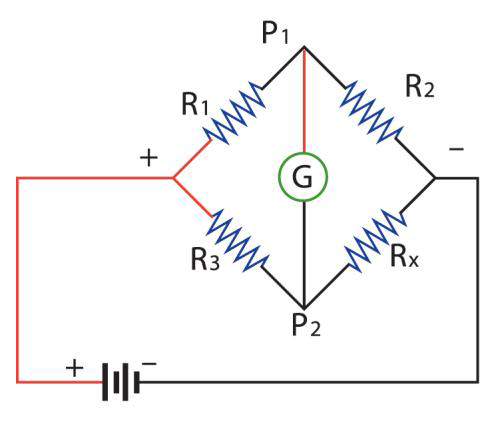 P1
R1
R2
+
−
G
R3
Rx
P2
+
−